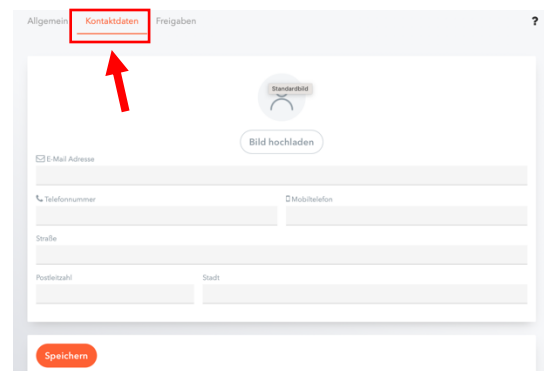 Allgemein Kontaktdaten Freigaben ?
Standardbild
Bild hochladen
E-Mail Adresse
Telefonnummer Mobiltelefon
Straße
Postleitzahl Stadt
Speichern